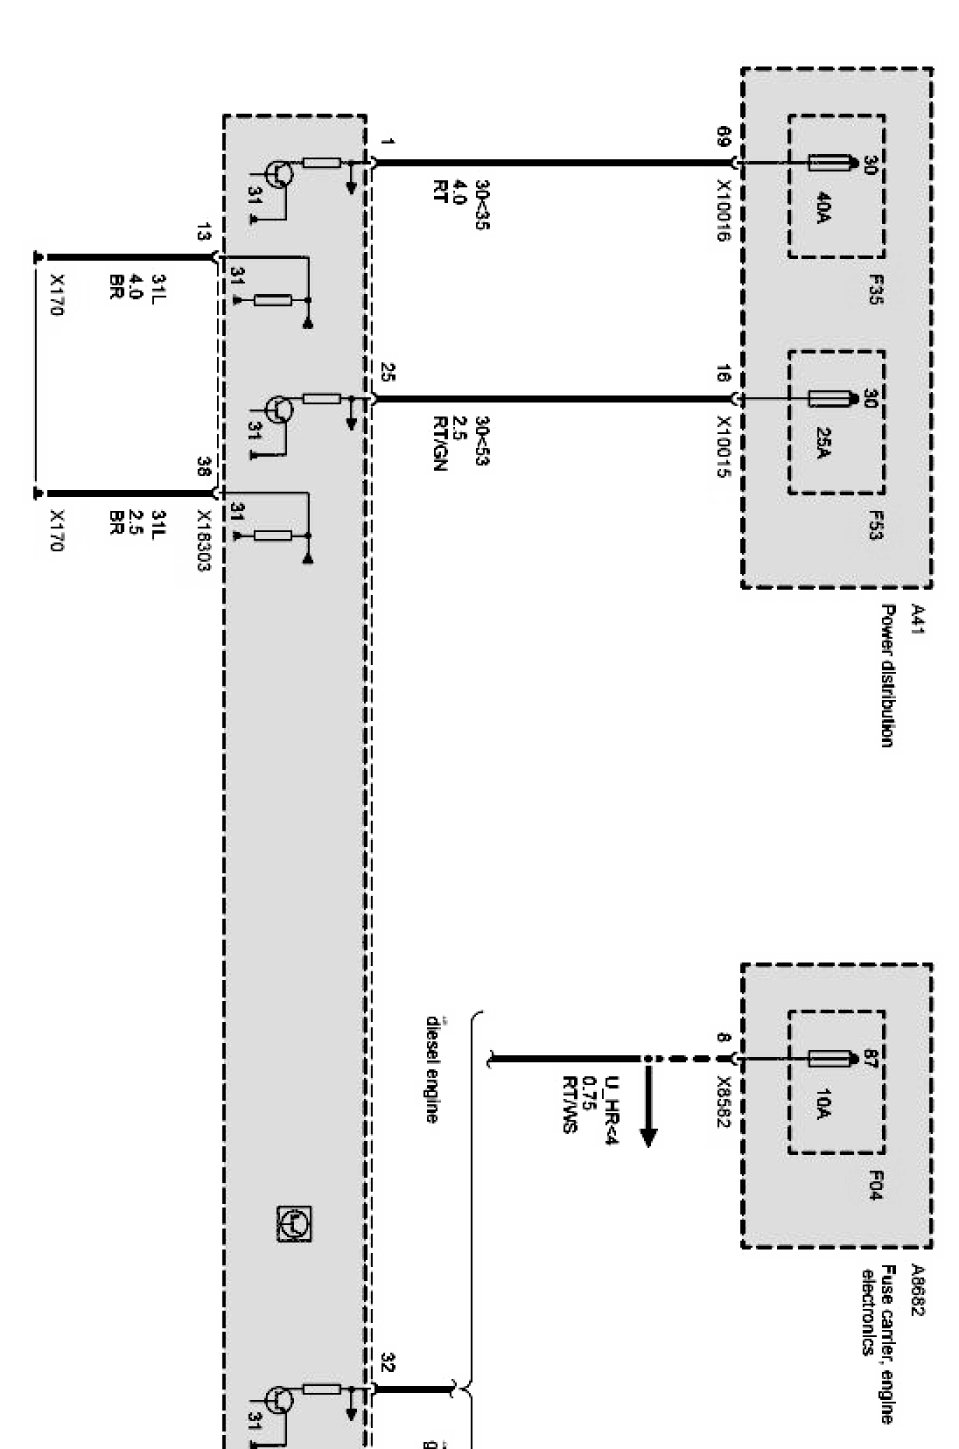 30
40A
F35
69
X10016
30<35
4.0
RT
1
31
13
31
31L
4.0
BR
X170
30
25A
F53
16
X10015
30<53
2.5
RT/GN
25
31
38
X18303
31
31L
2.5
BR
X170
A41
Power distribution
87
10A
F04
8
X8582
U_HR<4
0.75
RT/WS
diesel engine
A8682
Fuse carrier, engine
electronics
32
31
g